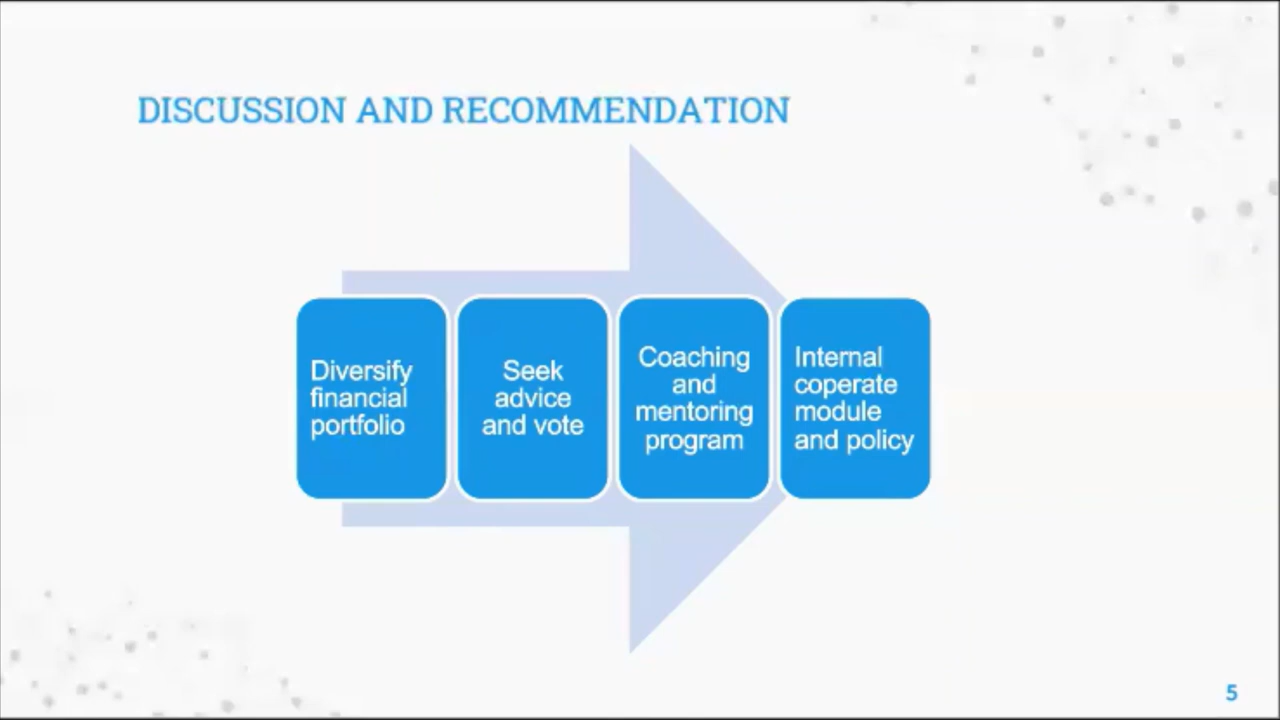 DISCUSSION AND RECOMMENDATION
Diversify
financial
portfolio
Seek
advice
and vote
Coaching
and
mentoring
program
Internal
coperate
module
and policy
5